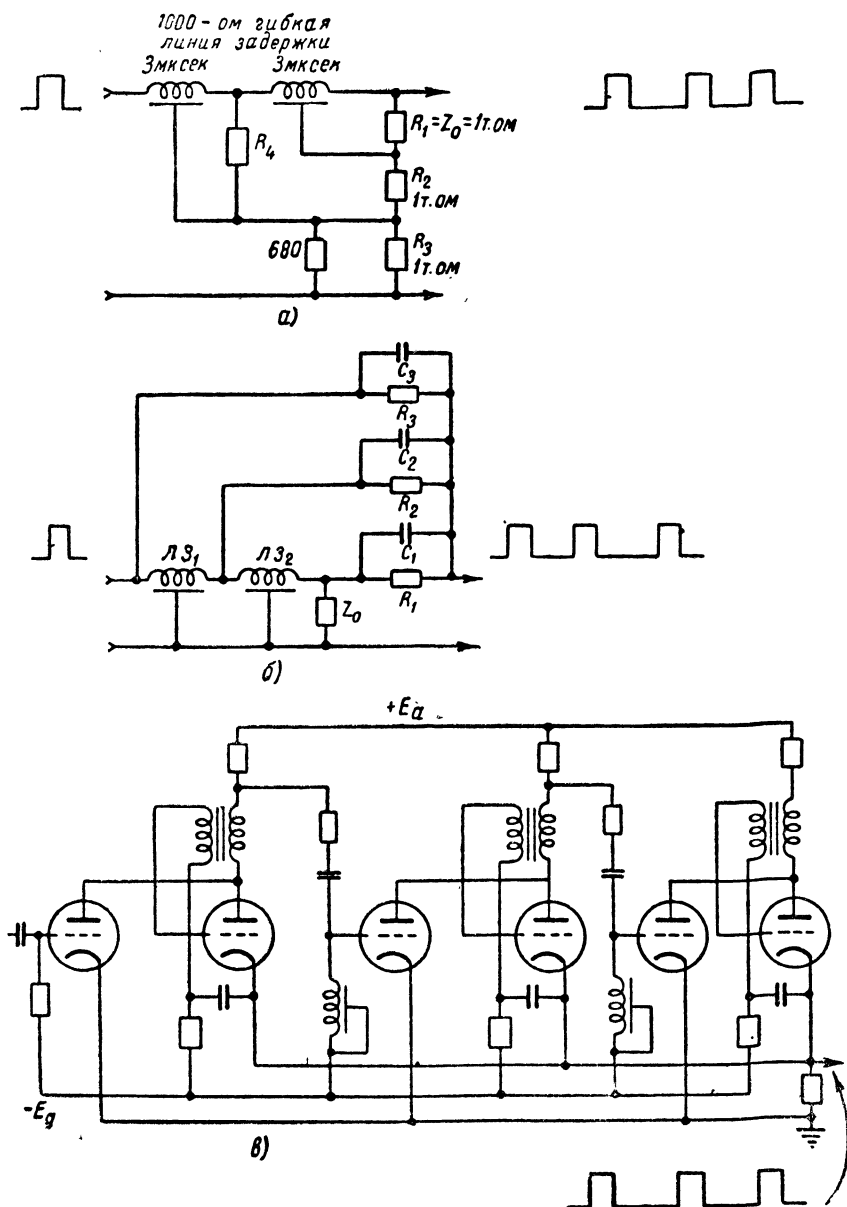 1000-ом гибкая
линия задержки
3мксек 3мксек
R₁=Z₀=1т.ом
R₄
R₂
1т.ом
680
R₃
1т.ом
а)
C₃
R₃
C₂
R₂
ЛЗ₁ ЛЗ₂
C₁
Z₀
R₁
б)
+Eа
-Eg
в)